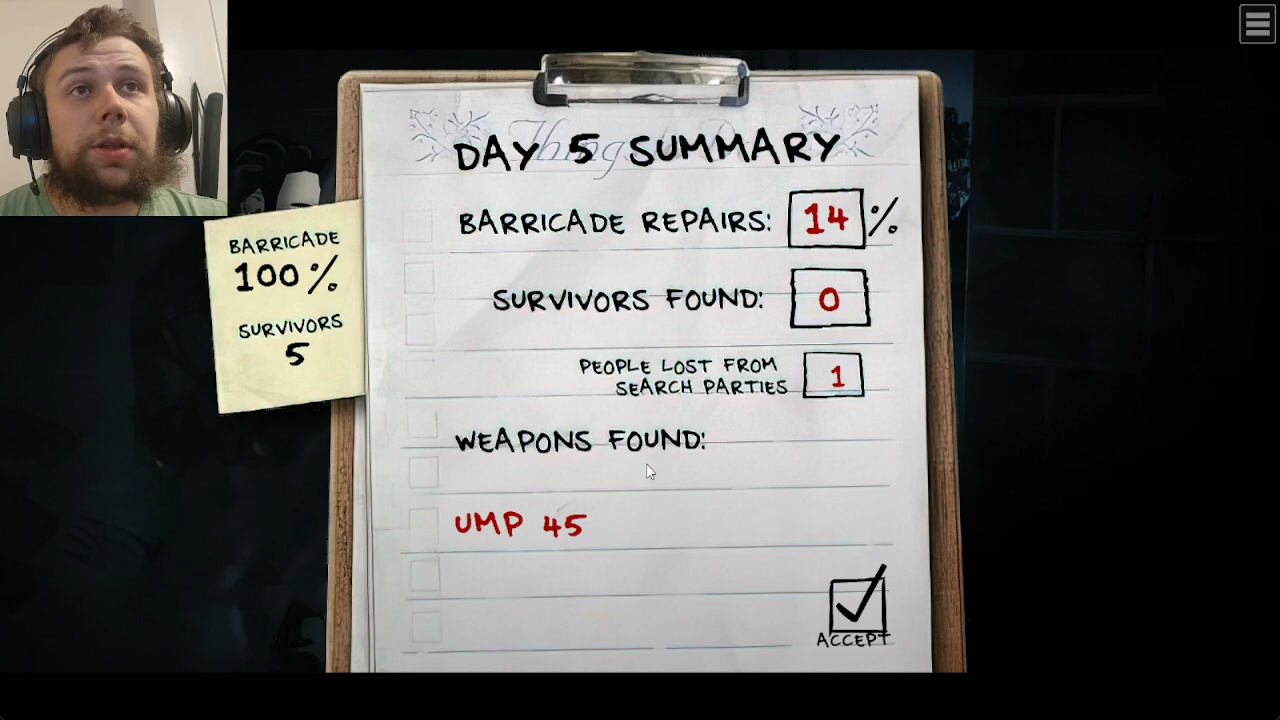 DAY 5 SUMMARY
BARRICADE REPAIRS: 14 %
BARRICADE
100 %
SURVIVORS
5
SURVIVORS FOUND: 0
PEOPLE LOST FROM
SEARCH PARTIES 1
WEAPONS FOUND:
UMP 45
ACCEPT